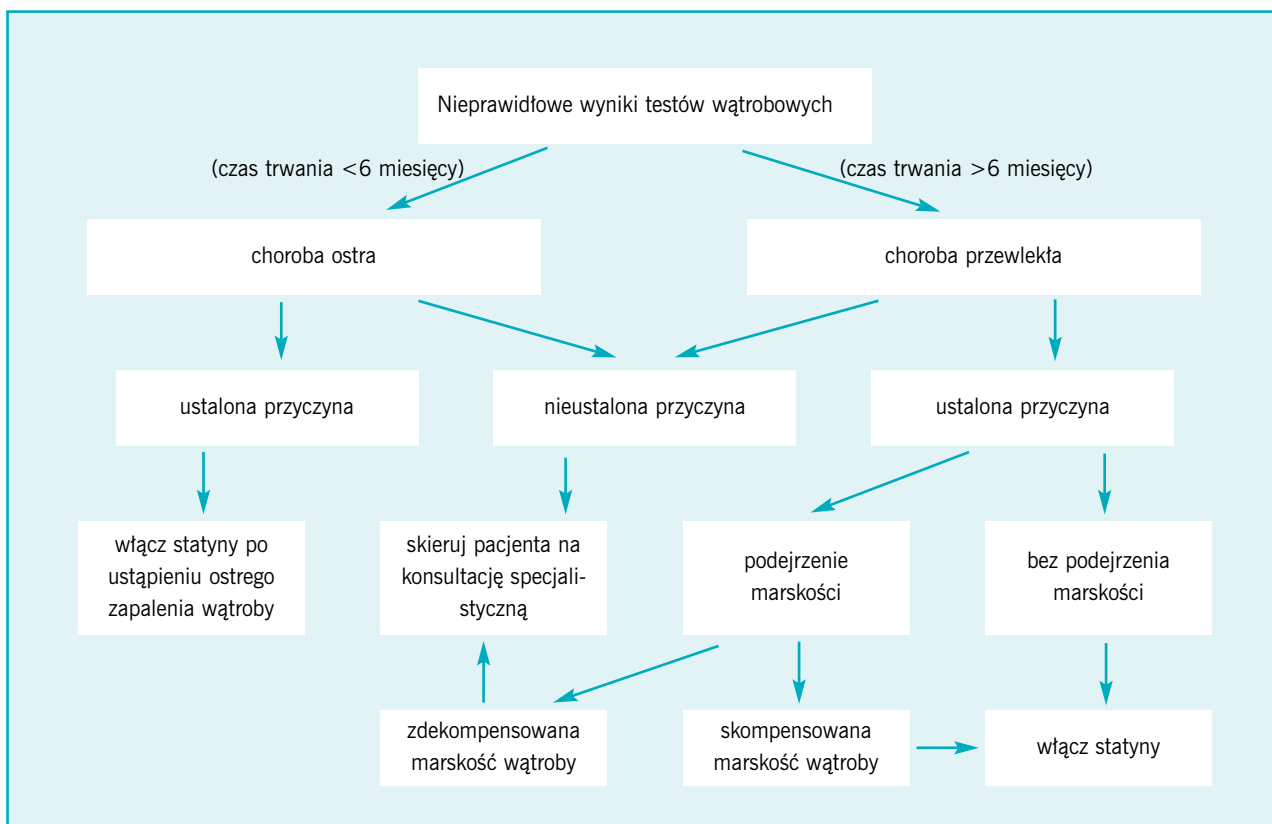 Nieprawidłowe wyniki testów wątrobowych
(czas trwania <6 miesięcy)
(czas trwania >6 miesięcy)
choroba ostra
choroba przewlekła
ustalona przyczyna
nieustalona przyczyna
ustalona przyczyna
włącz statyny po
ustąpieniu ostrego
zapalenia wątroby
skieruj pacjenta na
konsultację specjali-
styczną
podejrzenie
marskości
bez podejrzenia
marskości
zdekompensowana
marskość wątroby
skompensowana
marskość wątroby
włącz statyny